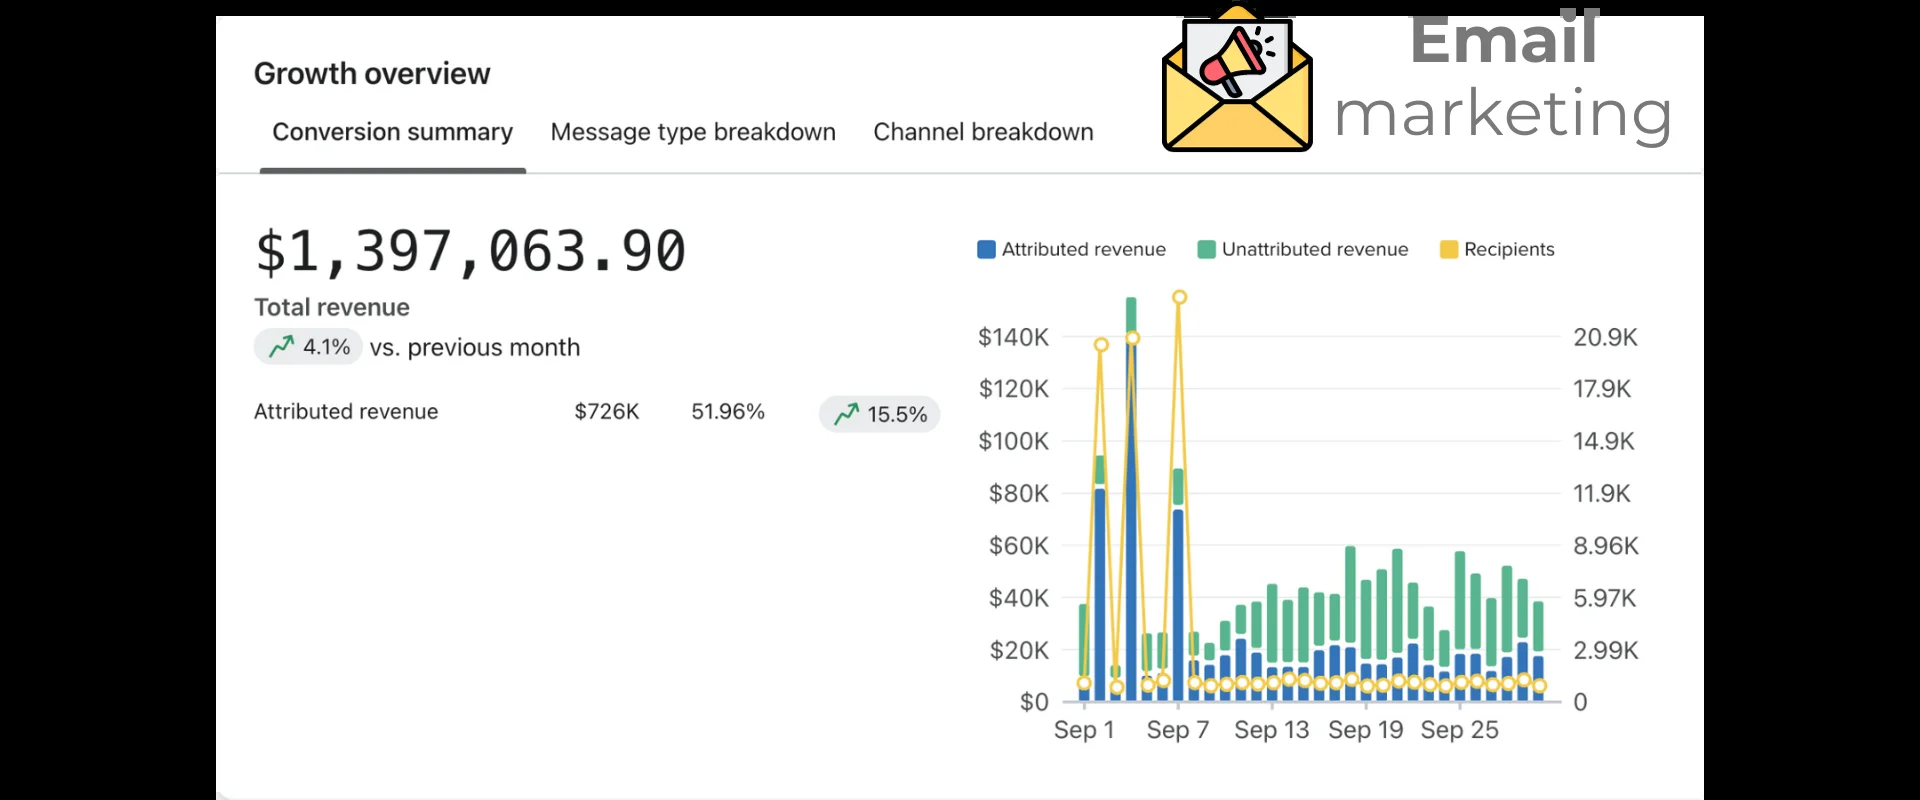 Email
marketing
Growth overview
Conversion summary Message type breakdown Channel breakdown
$1,397,063.90
Total revenue
4.1% vs. previous month
Attributed revenue $726K 51.96% 15.5%
Attributed revenue Unattributed revenue Recipients
$140K 20.9K
$120K 17.9K
$100K 14.9K
$80K 11.9K
$60K 8.96K
$40K 5.97K
$20K 2.99K
$0 0
Sep 1 Sep 7 Sep 13 Sep 19 Sep 25